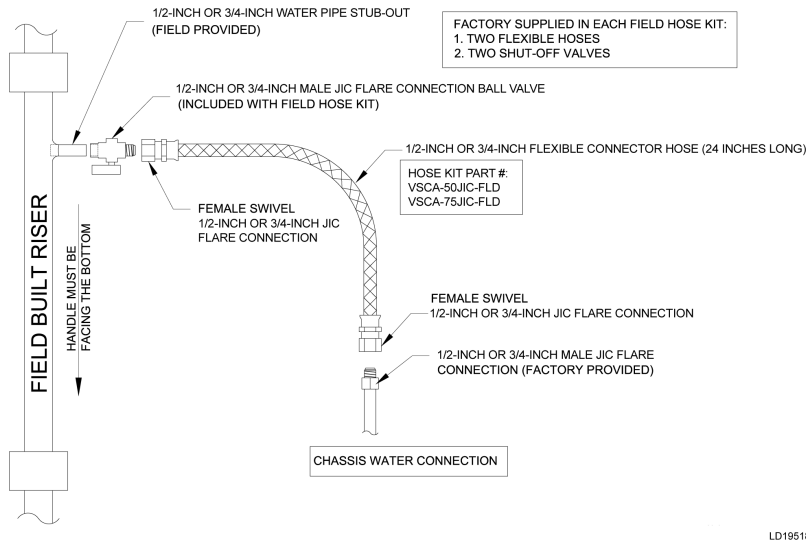 1/2-INCH OR 3/4-INCH WATER PIPE STUB-OUT
(FIELD PROVIDED)
FACTORY SUPPLIED IN EACH FIELD HOSE KIT:
1. TWO FLEXIBLE HOSES
2. TWO SHUT-OFF VALVES
1/2-INCH OR 3/4-INCH MALE JIC FLARE CONNECTION BALL VALVE
(INCLUDED WITH FIELD HOSE KIT)
1/2-INCH OR 3/4-INCH FLEXIBLE CONNECTOR HOSE (24 INCHES LONG)
HOSE KIT PART #:
VSCA-50JIC-FLD
VSCA-75JIC-FLD
FEMALE SWIVEL
1/2-INCH OR 3/4-INCH JIC
FLARE CONNECTION
FIELD BUILT RISER
HANDLE MUST BE
FACING THE BOTTOM
FEMALE SWIVEL
1/2-INCH OR 3/4-INCH JIC FLARE CONNECTION
1/2-INCH OR 3/4-INCH MALE JIC FLARE
CONNECTION (FACTORY PROVIDED)
CHASSIS WATER CONNECTION
LD19518